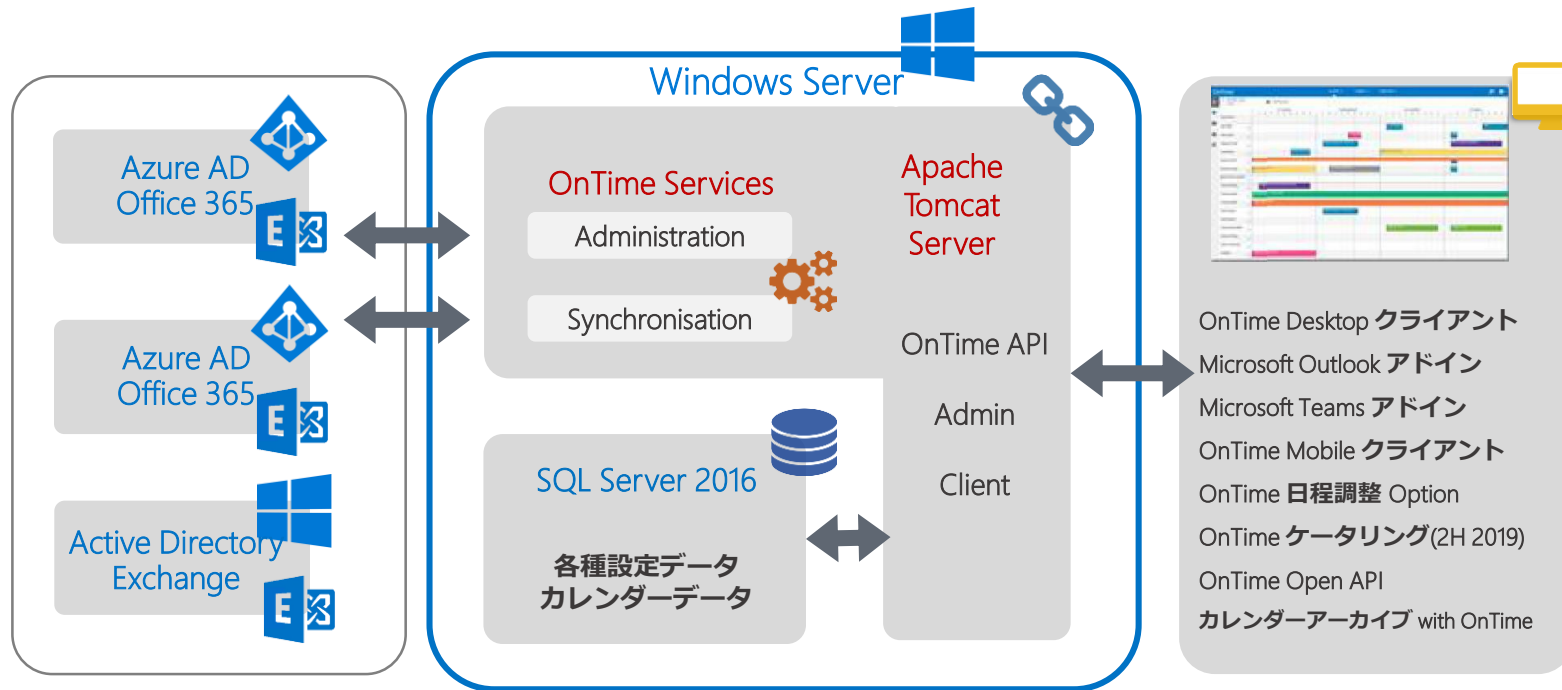 Windows Server
Azure AD
Office 365
Azure AD
Office 365
Active Directory
Exchange
OnTime Services
Administration
Synchronisation
Apache
Tomcat
Server
OnTime API
Admin
Client
SQL Server 2016
各種設定データ
カレンダーデータ
OnTime Desktop クライアント
Microsoft Outlook アドイン
Microsoft Teams アドイン
OnTime Mobile クライアント
OnTime 日程調整 Option
OnTime ケータリング(2H 2019)
OnTime Open API
カレンダーアーカイブ with OnTime